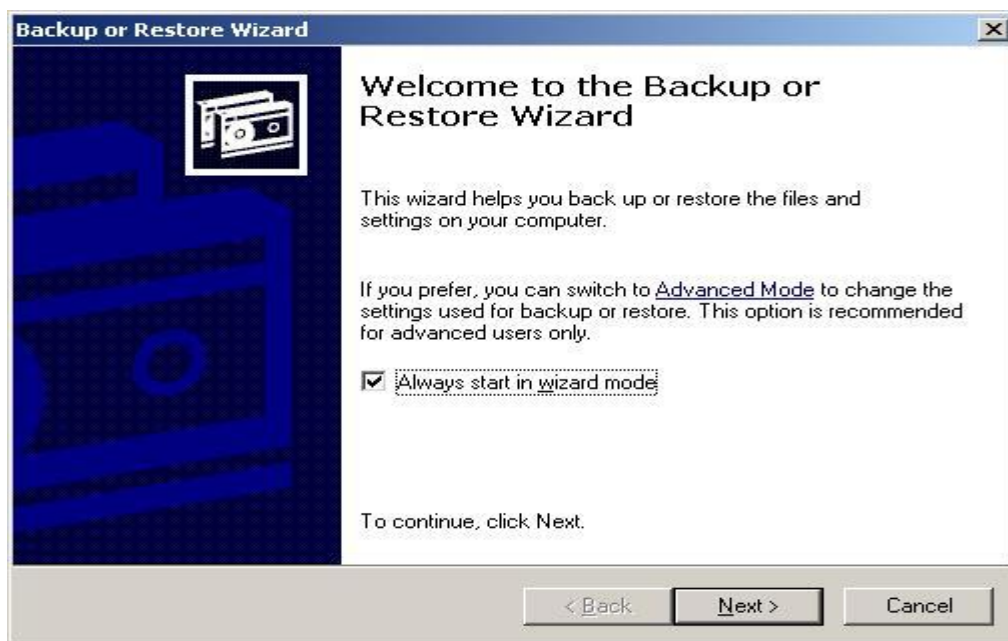 Backup or Restore Wizard
Welcome to the Backup or
Restore Wizard
This wizard helps you back up or restore the files and
settings on your computer.
If you prefer, you can switch to Advanced Mode to change the
settings used for backup or restore. This option is recommended
for advanced users only.
Always start in wizard mode
To continue, click Next.
< Back Next > Cancel